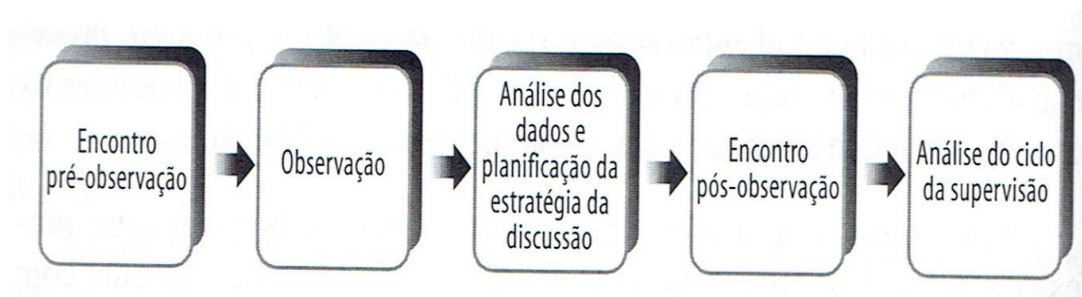 Encontro
pré-observação
Observação
Análise dos
dados e
planificação da
estratégia da
discussão
Encontro
pós-observação
Análise do ciclo
da supervisão